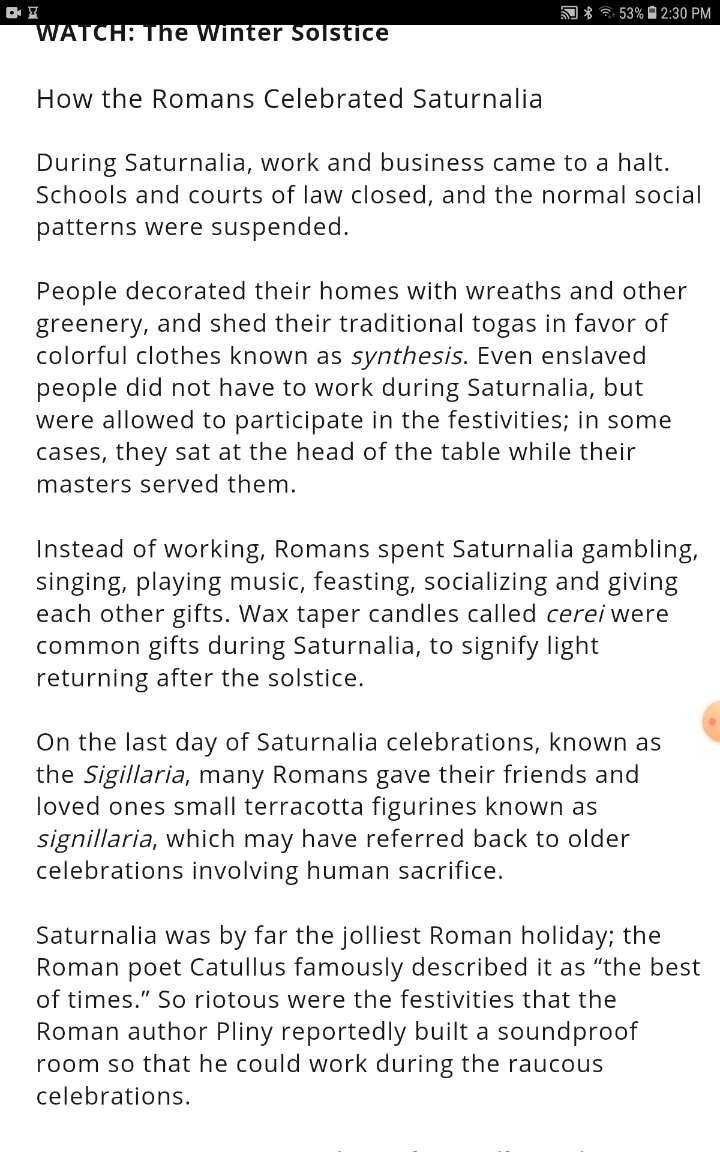 53% 2:30 PM
WATCH: The Winter Solstice
How the Romans Celebrated Saturnalia
During Saturnalia, work and business came to a halt.
Schools and courts of law closed, and the normal social
patterns were suspended.
People decorated their homes with wreaths and other
greenery, and shed their traditional togas in favor of
colorful clothes known as synthesis. Even enslaved
people did not have to work during Saturnalia, but
were allowed to participate in the festivities; in some
cases, they sat at the head of the table while their
masters served them.
Instead of working, Romans spent Saturnalia gambling,
singing, playing music, feasting, socializing and giving
each other gifts. Wax taper candles called cerei were
common gifts during Saturnalia, to signify light
returning after the solstice.
On the last day of Saturnalia celebrations, known as
the Sigillaria, many Romans gave their friends and
loved ones small terracotta figurines known as
signillaria, which may have referred back to older
celebrations involving human sacrifice.
Saturnalia was by far the jolliest Roman holiday; the
Roman poet Catullus famously described it as “the best
of times.” So riotous were the festivities that the
Roman author Pliny reportedly built a soundproof
room so that he could work during the raucous
celebrations.